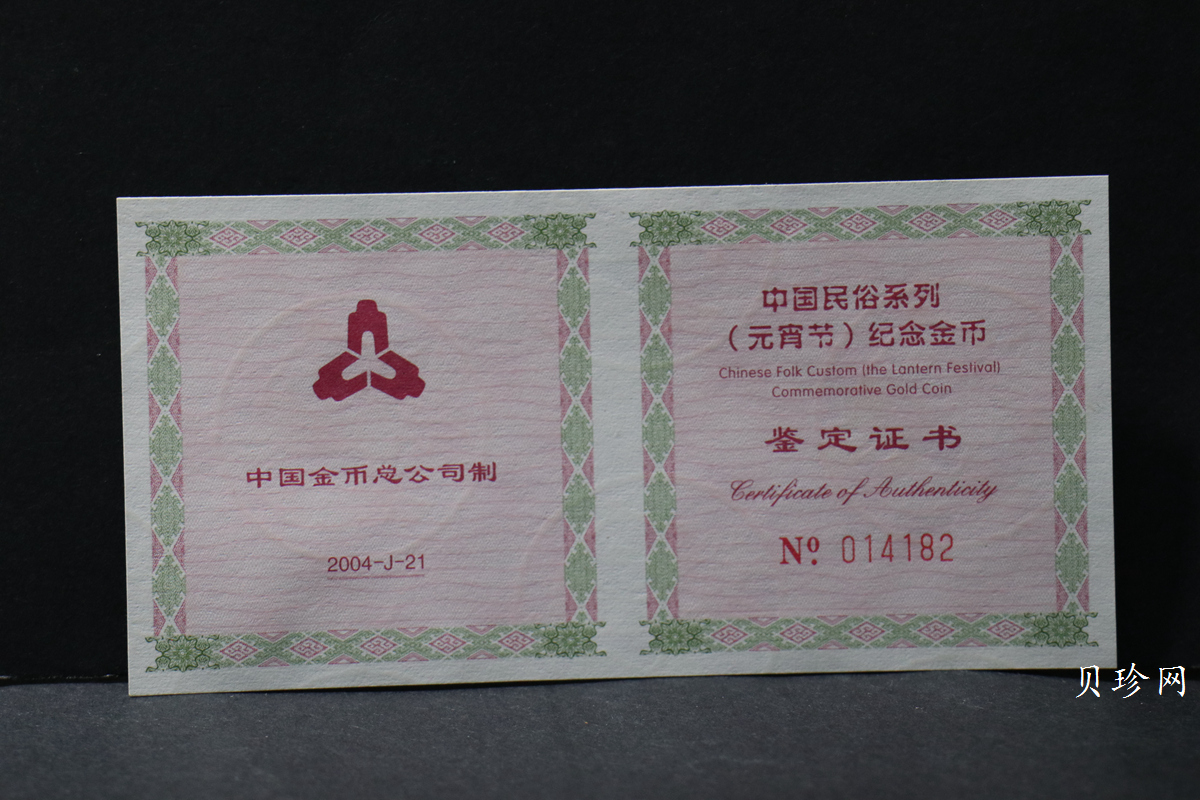 中国金币总公司制
2004-J-21
中国民俗系列
（元宵节）纪念金币
Chinese Folk Custom (the Lantern Festival)
Commemorative Gold Coin
鉴定证书
Certificate of Authenticity
Nº 014182
贝珍网